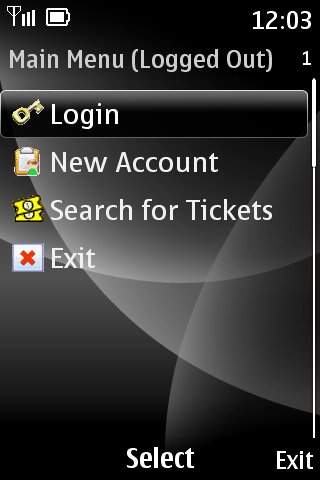 12:03
Main Menu (Logged Out) 1
Login
New Account
Search for Tickets
Exit
Select Exit